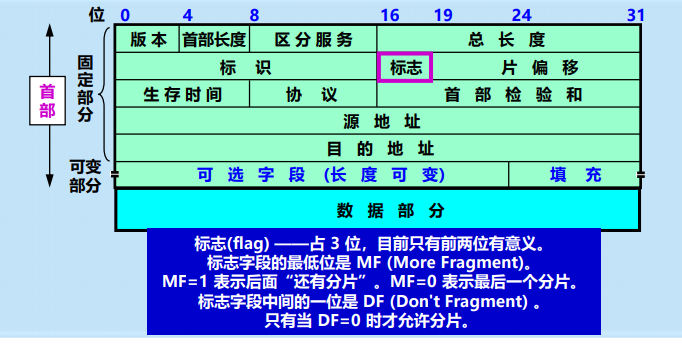 位 0 4 8 16 19 24 31
版 本 首部长度 区 分 服 务 总 长 度
标 识 标志 片 偏 移
生 存 时 间 协 议 首 部 检 验 和
源 地 址
目 的 地 址
可 选 字 段 (长 度 可 变) 填 充
数 据 部 分
首部
固定部分
可变
部分
标志(flag) ——占 3 位，目前只有前两位有意义。
标志字段的最低位是 MF (More Fragment)。
MF=1 表示后面“还有分片”。MF=0 表示最后一个分片。
标志字段中间的一位是 DF (Don't Fragment) 。
只有当 DF=0 时才允许分片。